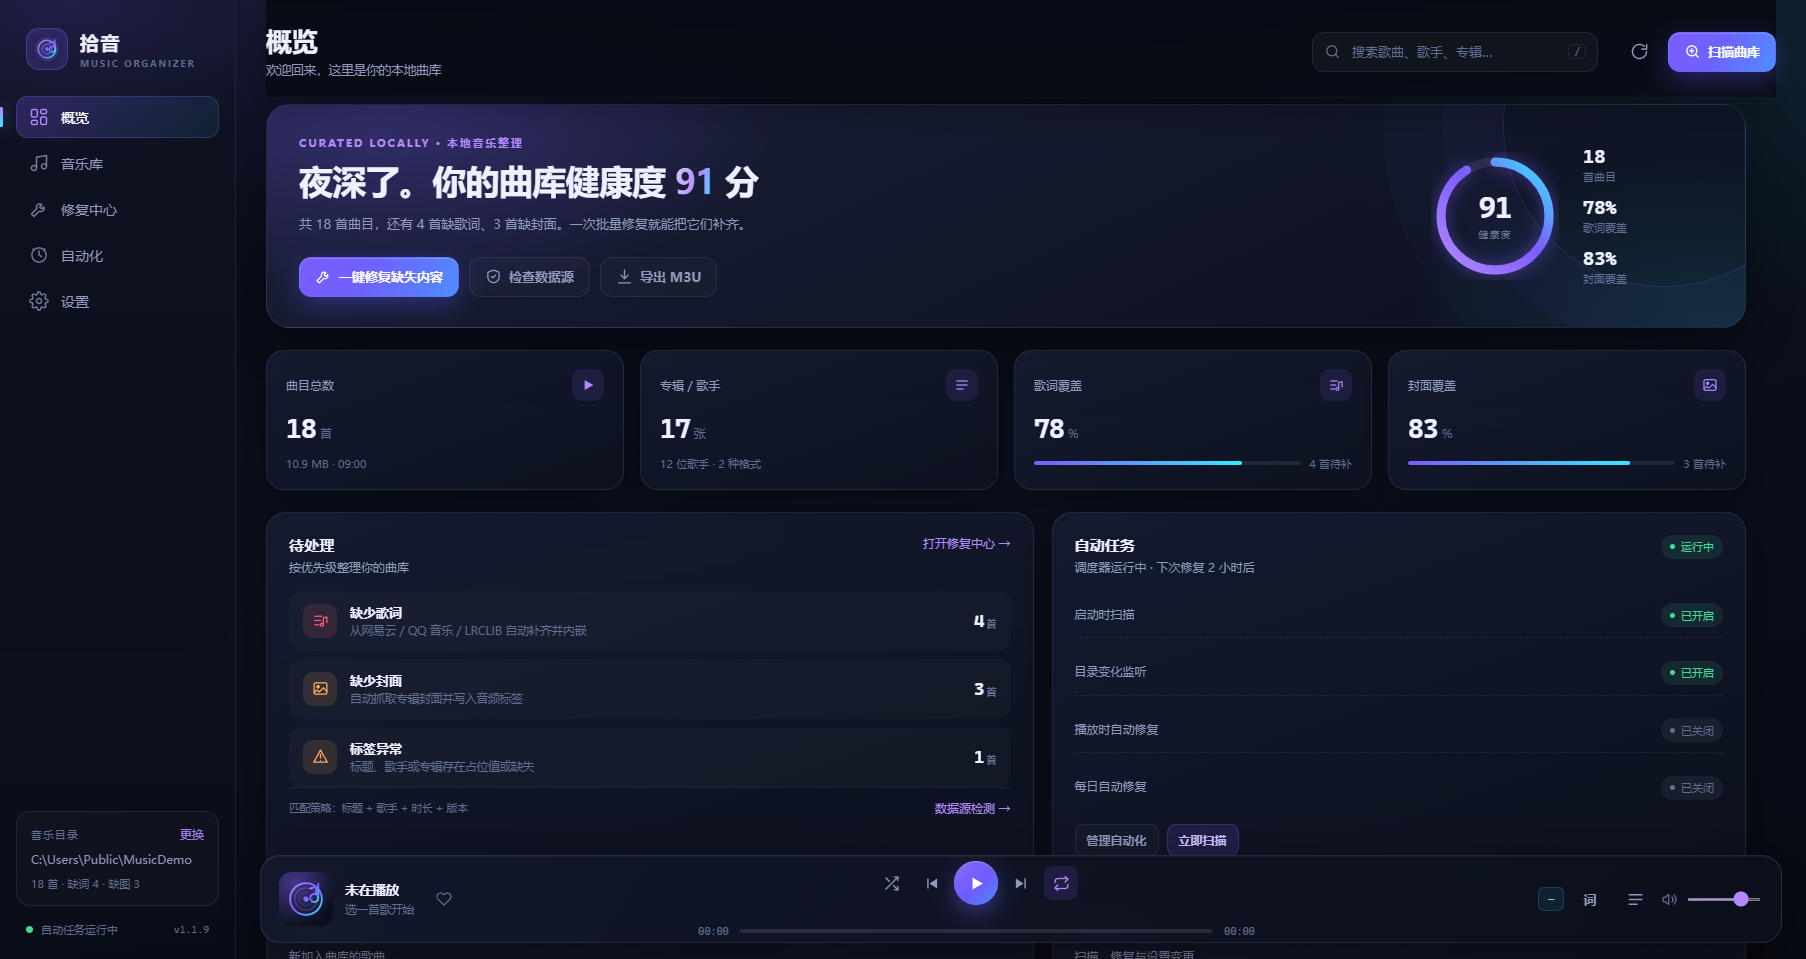 拾音
MUSIC ORGANIZER
概览
音乐库
修复中心
自动化
设置
音乐目录 更换
C:\Users\Public\MusicDemo
18 首 · 缺词 4 · 缺图 3
自动任务运行中 v1.1.9
概览
欢迎回来，这里是你的本地曲库
搜索歌曲、歌手、专辑... /
扫描曲库
CURATED LOCALLY • 本地音乐整理
夜深了。你的曲库健康度 91 分
共 18 首曲目，还有 4 首缺歌词、3 首缺封面。一次批量修复就能把它们补齐。
一键修复缺失内容
检查数据源
导出 M3U
91
健康度
18
首曲目
78%
歌词覆盖
83%
封面覆盖
曲目总数
18 首
10.9 MB · 09:00
专辑 / 歌手
17 张
12 位歌手 · 2 种格式
歌词覆盖
78 %
4 首待补
封面覆盖
83 %
3 首待补
待处理
按优先级整理你的曲库
打开修复中心 →
缺少歌词
从网易云 / QQ 音乐 / LRCLIB 自动补齐并内嵌
4 首
缺少封面
自动抓取专辑封面并写入音频标签
3 首
标签异常
标题、歌手或专辑存在占位值或缺失
1 首
匹配策略：标题 + 歌手 + 时长 + 版本
数据源检测 →
自动任务
调度器运行中 · 下次修复 2 小时后
运行中
启动时扫描 已开启
目录变化监听 已开启
播放时自动修复 已关闭
每日自动修复 已关闭
管理自动化
立即扫描
未在播放
选一首歌开始
00:00
00:00
词
新加入曲库的歌曲
扫描、修复与设置变更